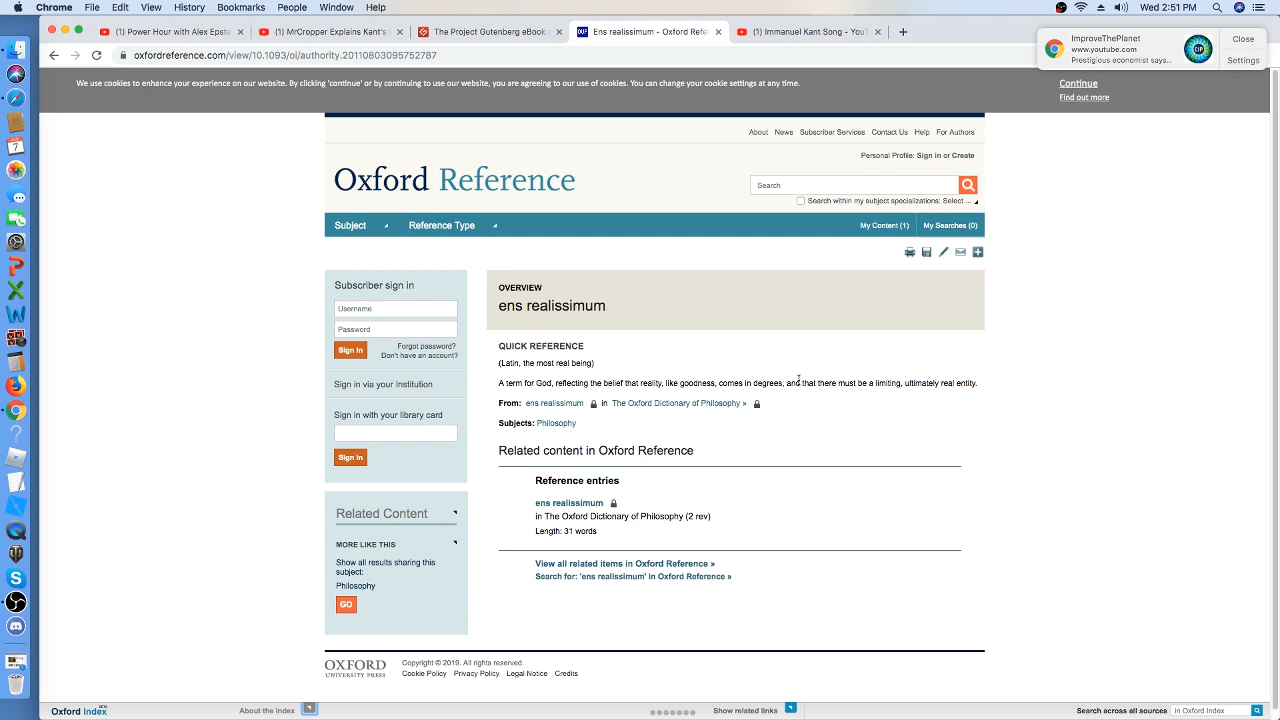 Chrome File Edit View History Bookmarks People Window Help
Wed 2:51 PM
(1) Power Hour with Alex Epste
(1) MrCropper Explains Kant's
The Project Gutenberg eBook
Ens realissimum - Oxford Refe
(1) Immanuel Kant Song - YouT
oxfordreference.com/view/10.1093/oi/authority.20110803095752787
ImproveThePlanet
www.youtube.com
Prestigious economist says...
CIP
Close
Settings
We use cookies to enhance your experience on our website. By clicking 'continue' or by continuing to use our website, you are agreeing to our use of cookies. You can change your cookie settings at any time.
Continue
Find out more
About News Subscriber Services Contact Us Help For Authors
Personal Profile: Sign in or Create
Oxford Reference
Search
Search within my subject specializations: Select ...
Subject Reference Type
My Content (1) My Searches (0)
Subscriber sign in
Username
Password
Sign in
Forgot password?
Don't have an account?
Sign in via your Institution
Sign in with your library card
Sign in
Related Content
MORE LIKE THIS
Show all results sharing this
subject:
Philosophy
GO
OVERVIEW
ens realissimum
QUICK REFERENCE
(Latin, the most real being)
A term for God, reflecting the belief that reality, like goodness, comes in degrees, and that there must be a limiting, ultimately real entity.
From: ens realissimum in The Oxford Dictionary of Philosophy »
Subjects: Philosophy
Related content in Oxford Reference
Reference entries
ens realissimum
in The Oxford Dictionary of Philosophy (2 rev)
Length: 31 words
View all related items in Oxford Reference »
Search for: 'ens realissimum' in Oxford Reference »
OXFORD
UNIVERSITY PRESS
Copyright © 2019. All rights reserved.
Cookie Policy Privacy Policy Legal Notice Credits
Oxford Index BETA
About the Index
Show related links
Search across all sources
in Oxford Index